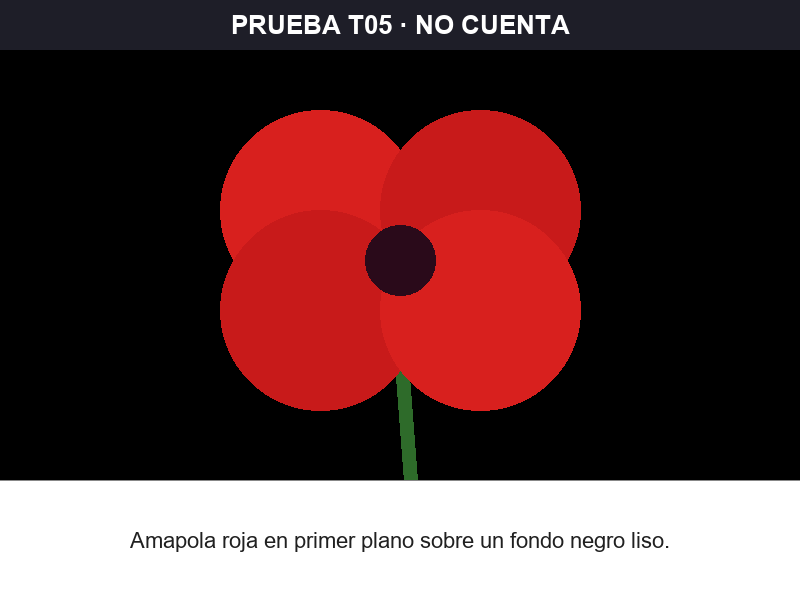 PRUEBA T05 · NO CUENTA
Amapola roja en primer plano sobre un fondo negro liso.